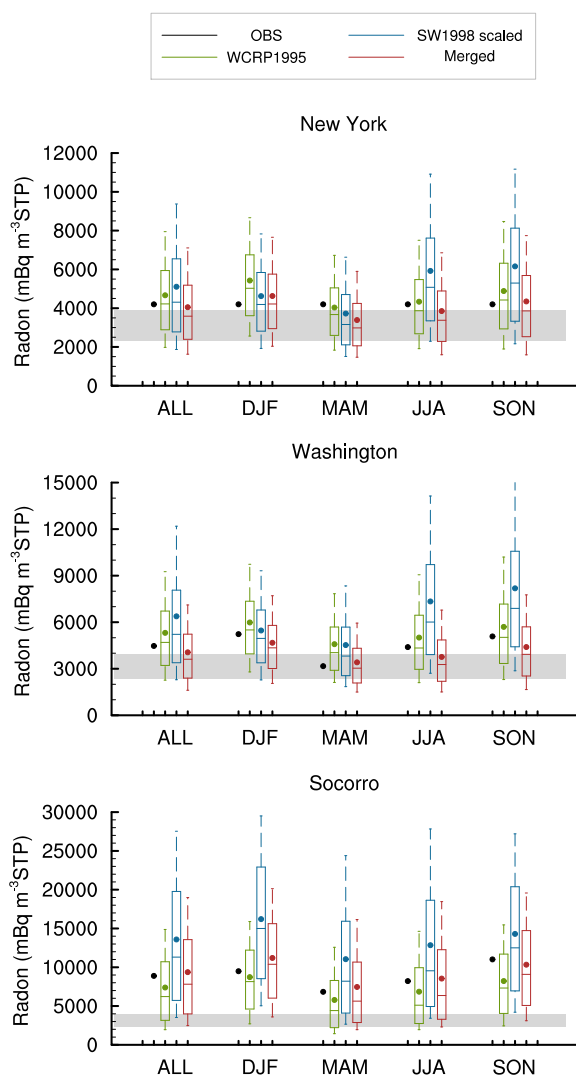 OBS SW1998 scaled
WCRP1995 Merged
New York
12000
10000
8000
6000
4000
2000
0
Radon (mBq m⁻³STP)
ALL DJF MAM JJA SON
Washington
15000
12000
9000
6000
3000
0
Radon (mBq m⁻³STP)
ALL DJF MAM JJA SON
Socorro
30000
25000
20000
15000
10000
5000
0
Radon (mBq m⁻³STP)
ALL DJF MAM JJA SON